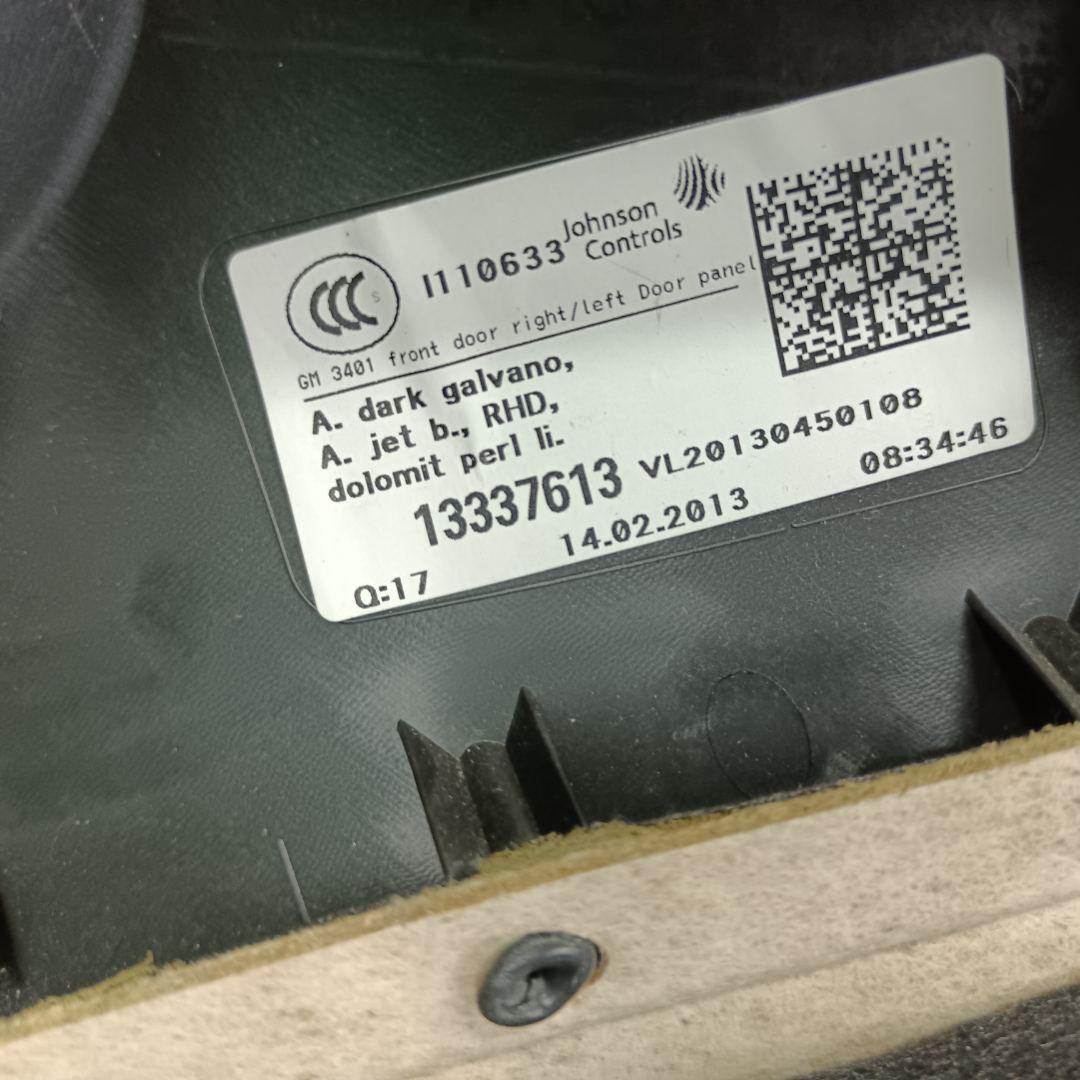 CCC S
I110633
Johnson
Controls
GM 3401 front door right/left Door panel
A. dark galvano,
A. jet b., RHD,
dolomit perl li.
13337613 VL20130450108
14.02.2013 08:34:46
Q:17